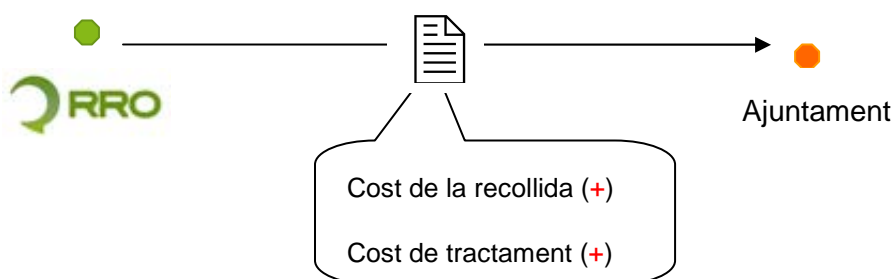 RRO
Ajuntament
Cost de la recollida (+)
Cost de tractament (+)